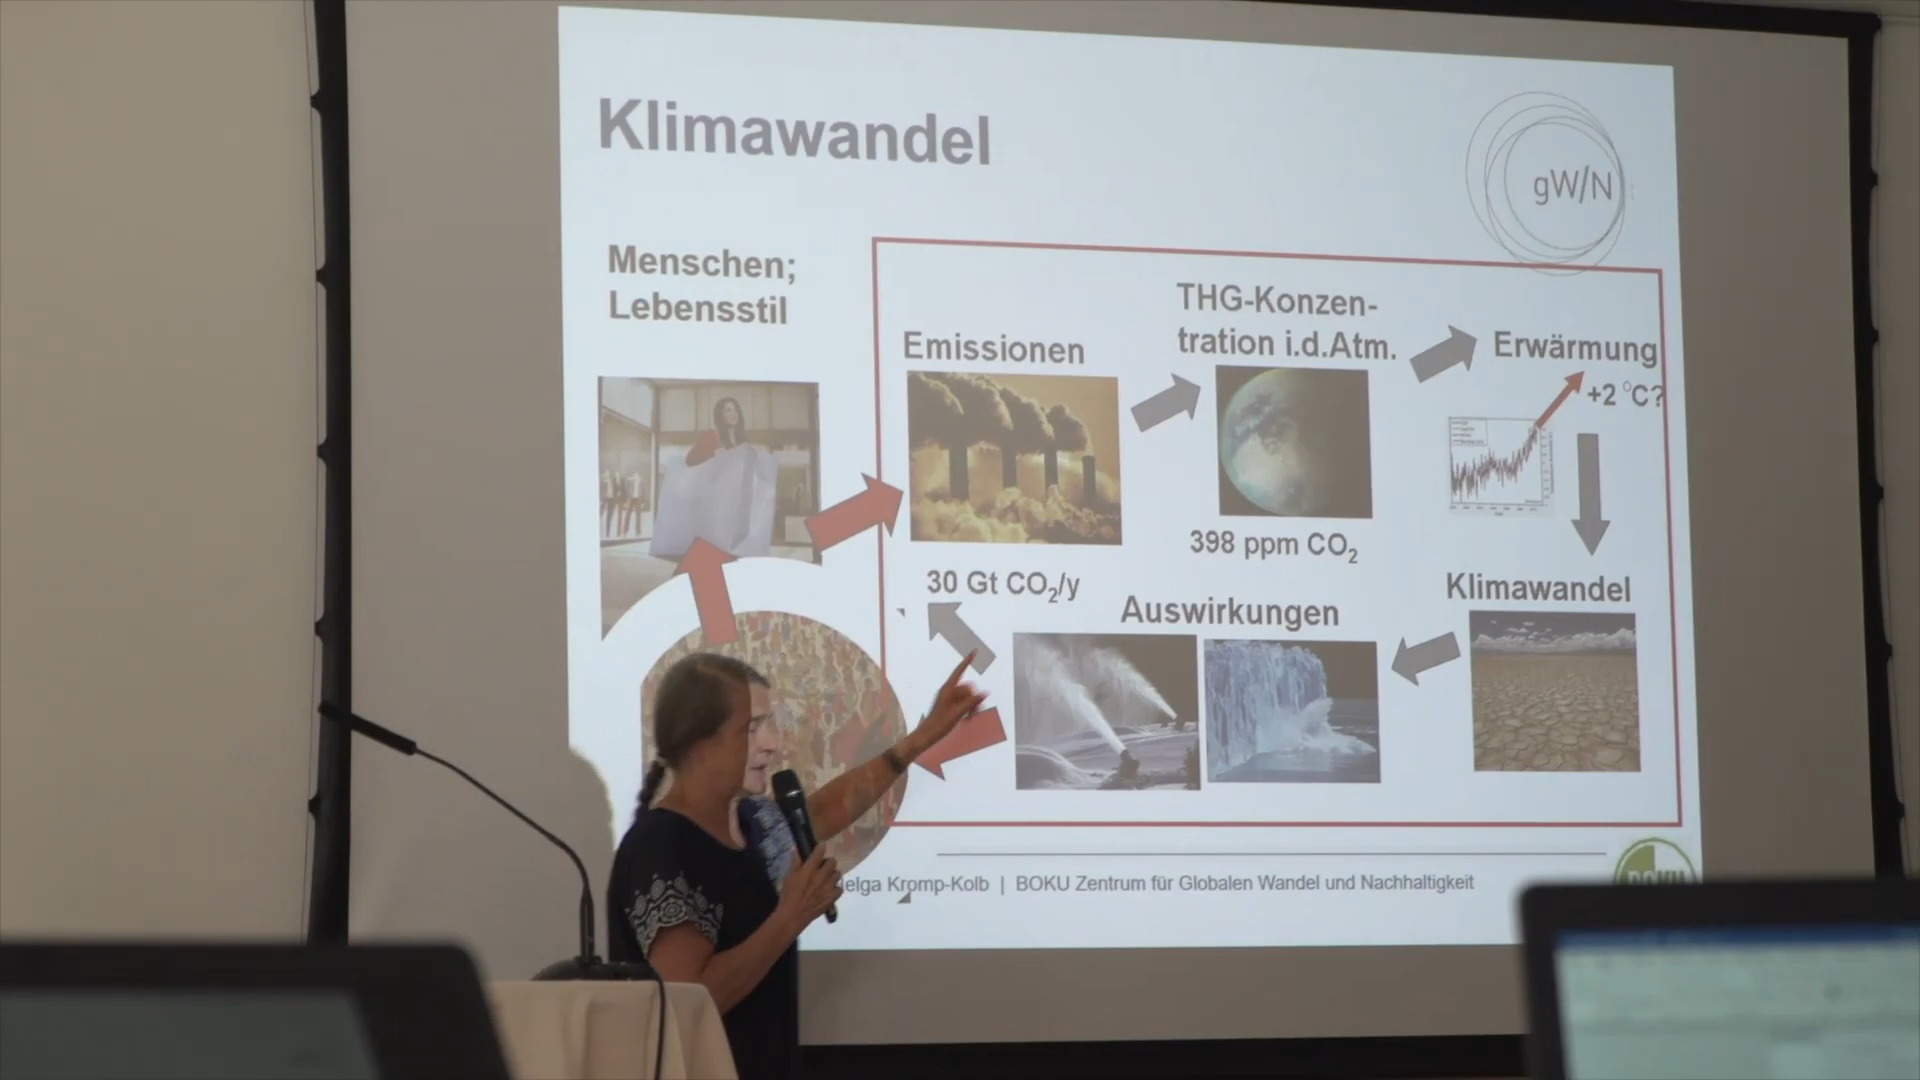 Klimawandel
gW/N
Menschen;
Lebensstil
Emissionen
THG-Konzen-
tration i.d.Atm.
Erwärmung
+2 °C?
398 ppm CO₂
30 Gt CO₂/y
Auswirkungen
Klimawandel
Kromp-Kolb | BOKU Zentrum für Globalen Wandel und Nachhaltigkeit
BOKU